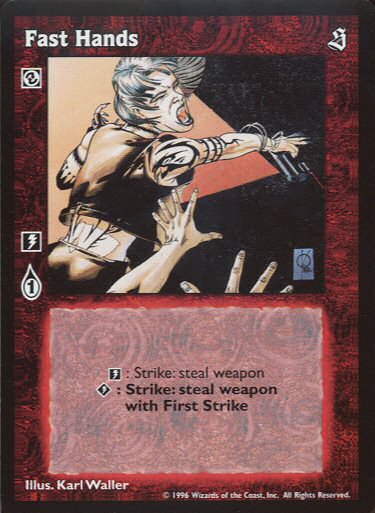 Fast Hands
1
: Strike: steal weapon
: Strike: steal weapon
with First Strike
Illus. Karl Waller
© 1996 Wizards of the Coast, Inc. All Rights Reserved.